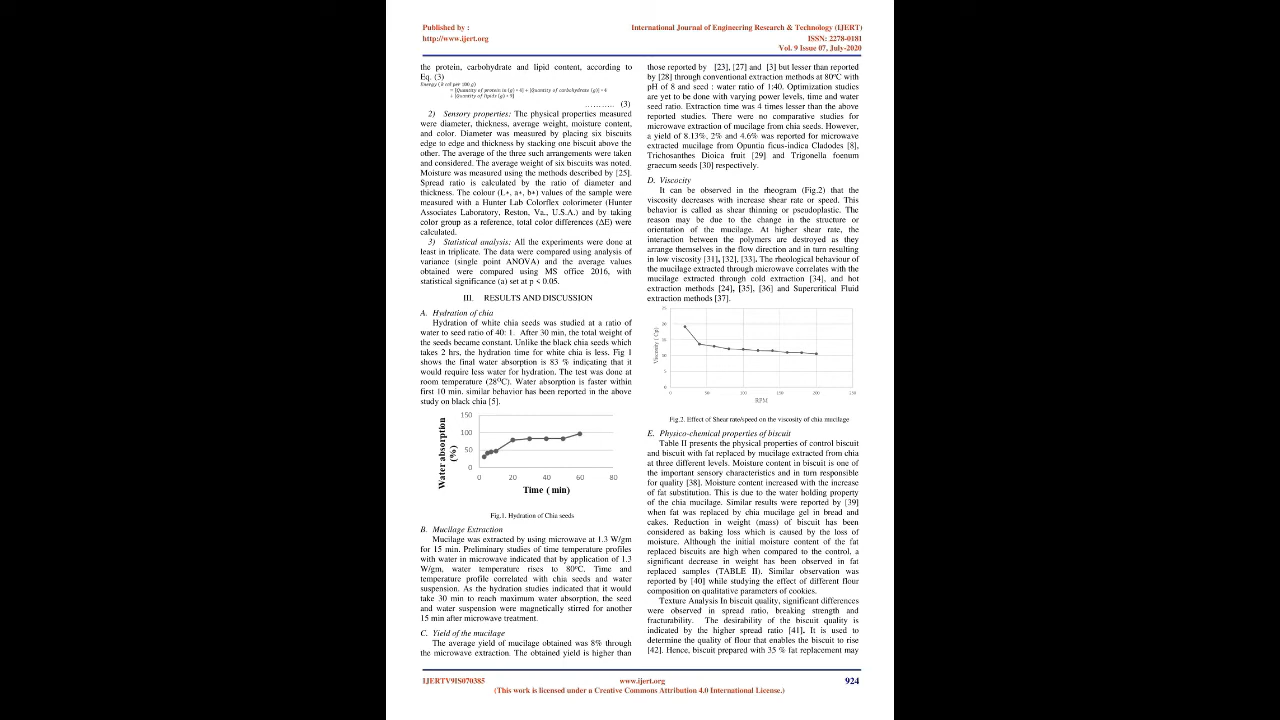 Published by :
http://www.ijert.org
International Journal of Engineering Research & Technology (IJERT)
ISSN: 2278-0181
Vol. 9 Issue 07, July-2020
the protein, carbohydrate and lipid content, according to
Eq. (3)
Energy ( k cal per 100 g)
= [Quantity of protein in (g) * 4] + [Quantity of carbohydrate (g)] * 4
+ [Quantity of lipids (g) * 9]
……….. (3)
2) Sensory properties: The physical properties measured
were diameter, thickness, average weight, moisture content,
and color. Diameter was measured by placing six biscuits
edge to edge and thickness by stacking one biscuit above the
other. The average of the three such arrangements were taken
and considered. The average weight of six biscuits was noted.
Moisture was measured using the methods described by [25].
Spread ratio is calculated by the ratio of diameter and
thickness. The colour (L*, a*, b*) values of the sample were
measured with a Hunter Lab Colorflex colorimeter (Hunter
Associates Laboratory, Reston, Va., U.S.A.) and by taking
color group as a reference, total color differences (ΔE) were
calculated.
3) Statistical analysis: All the experiments were done at
least in triplicate. The data were compared using analysis of
variance (single point ANOVA) and the average values
obtained were compared using MS office 2016, with
statistical significance (a) set at p < 0.05.
III. RESULTS AND DISCUSSION
A. Hydration of chia
Hydration of white chia seeds was studied at a ratio of
water to seed ratio of 40: 1. After 30 min, the total weight of
the seeds became constant. Unlike the black chia seeds which
takes 2 hrs, the hydration time for white chia is less. Fig 1
shows the final water absorption is 83 % indicating that it
would require less water for hydration. The test was done at
room temperature (28⁰C). Water absorption is faster within
first 10 min. similar behavior has been reported in the above
study on black chia [5].
150
100
50
0
0 20 40 60 80
Water absorption
(%)
Time ( min)
Fig.1. Hydration of Chia seeds
B. Mucilage Extraction
Mucilage was extracted by using microwave at 1.3 W/gm
for 15 min. Preliminary studies of time temperature profiles
with water in microwave indicated that by application of 1.3
W/gm, water temperature rises to 80⁰C. Time and
temperature profile correlated with chia seeds and water
suspension. As the hydration studies indicated that it would
take 30 min to reach maximum water absorption, the seed
and water suspension were magnetically stirred for another
15 min after microwave treatment.
C. Yield of the mucilage
The average yield of mucilage obtained was 8% through
the microwave extraction. The obtained yield is higher than
those reported by [23], [27] and [3] but lesser than reported
by [28] through conventional extraction methods at 80⁰C with
pH of 8 and seed : water ratio of 1:40. Optimization studies
are yet to be done with varying power levels, time and water
seed ratio. Extraction time was 4 times lesser than the above
reported studies. There were no comparative studies for
microwave extraction of mucilage from chia seeds. However,
a yield of 8.13%, 2% and 4.6% was reported for microwave
extracted mucilage from Opuntia ficus-indica Cladodes [8],
Trichosanthes Dioica fruit [29] and Trigonella foenum
graecum seeds [30] respectively.
D. Viscocity
It can be observed in the rheogram (Fig.2) that the
viscosity decreases with increase shear rate or speed. This
behavior is called as shear thinning or pseudoplastic. The
reason may be due to the change in the structure or
orientation of the mucilage. At higher shear rate, the
interaction between the polymers are destroyed as they
arrange themselves in the flow direction and in turn resulting
in low viscosity [31], [32], [33]. The rheological behaviour of
the mucilage extracted through microwave correlates with the
mucilage extracted through cold extraction [34], and hot
extraction methods [24], [35], [36] and Supercritical Fluid
extraction methods [37].
25
20
15
10
5
0
0 50 100 150 200 250
Viscosity ( Cp)
RPM
Fig.2. Effect of Shear rate/speed on the viscosity of chia mucilage
E. Physico-chemical properties of biscuit
Table II presents the physical properties of control biscuit
and biscuit with fat replaced by mucilage extracted from chia
at three different levels. Moisture content in biscuit is one of
the important sensory characteristics and in turn responsible
for quality [38]. Moisture content increased with the increase
of fat substitution. This is due to the water holding property
of the chia mucilage. Similar results were reported by [39]
when fat was replaced by chia mucilage gel in bread and
cakes. Reduction in weight (mass) of biscuit has been
considered as baking loss which is caused by the loss of
moisture. Although the initial moisture content of the fat
replaced biscuits are high when compared to the control, a
significant decrease in weight has been observed in fat
replaced samples (TABLE II). Similar observation was
reported by [40] while studying the effect of different flour
composition on qualitative parameters of cookies.
Texture Analysis In biscuit quality, significant differences
were observed in spread ratio, breaking strength and
fracturability. The desirability of the biscuit quality is
indicated by the higher spread ratio [41]. It is used to
determine the quality of flour that enables the biscuit to rise
[42]. Hence, biscuit prepared with 35 % fat replacement may
IJERTV9IS070385
www.ijert.org
(This work is licensed under a Creative Commons Attribution 4.0 International License.)
924